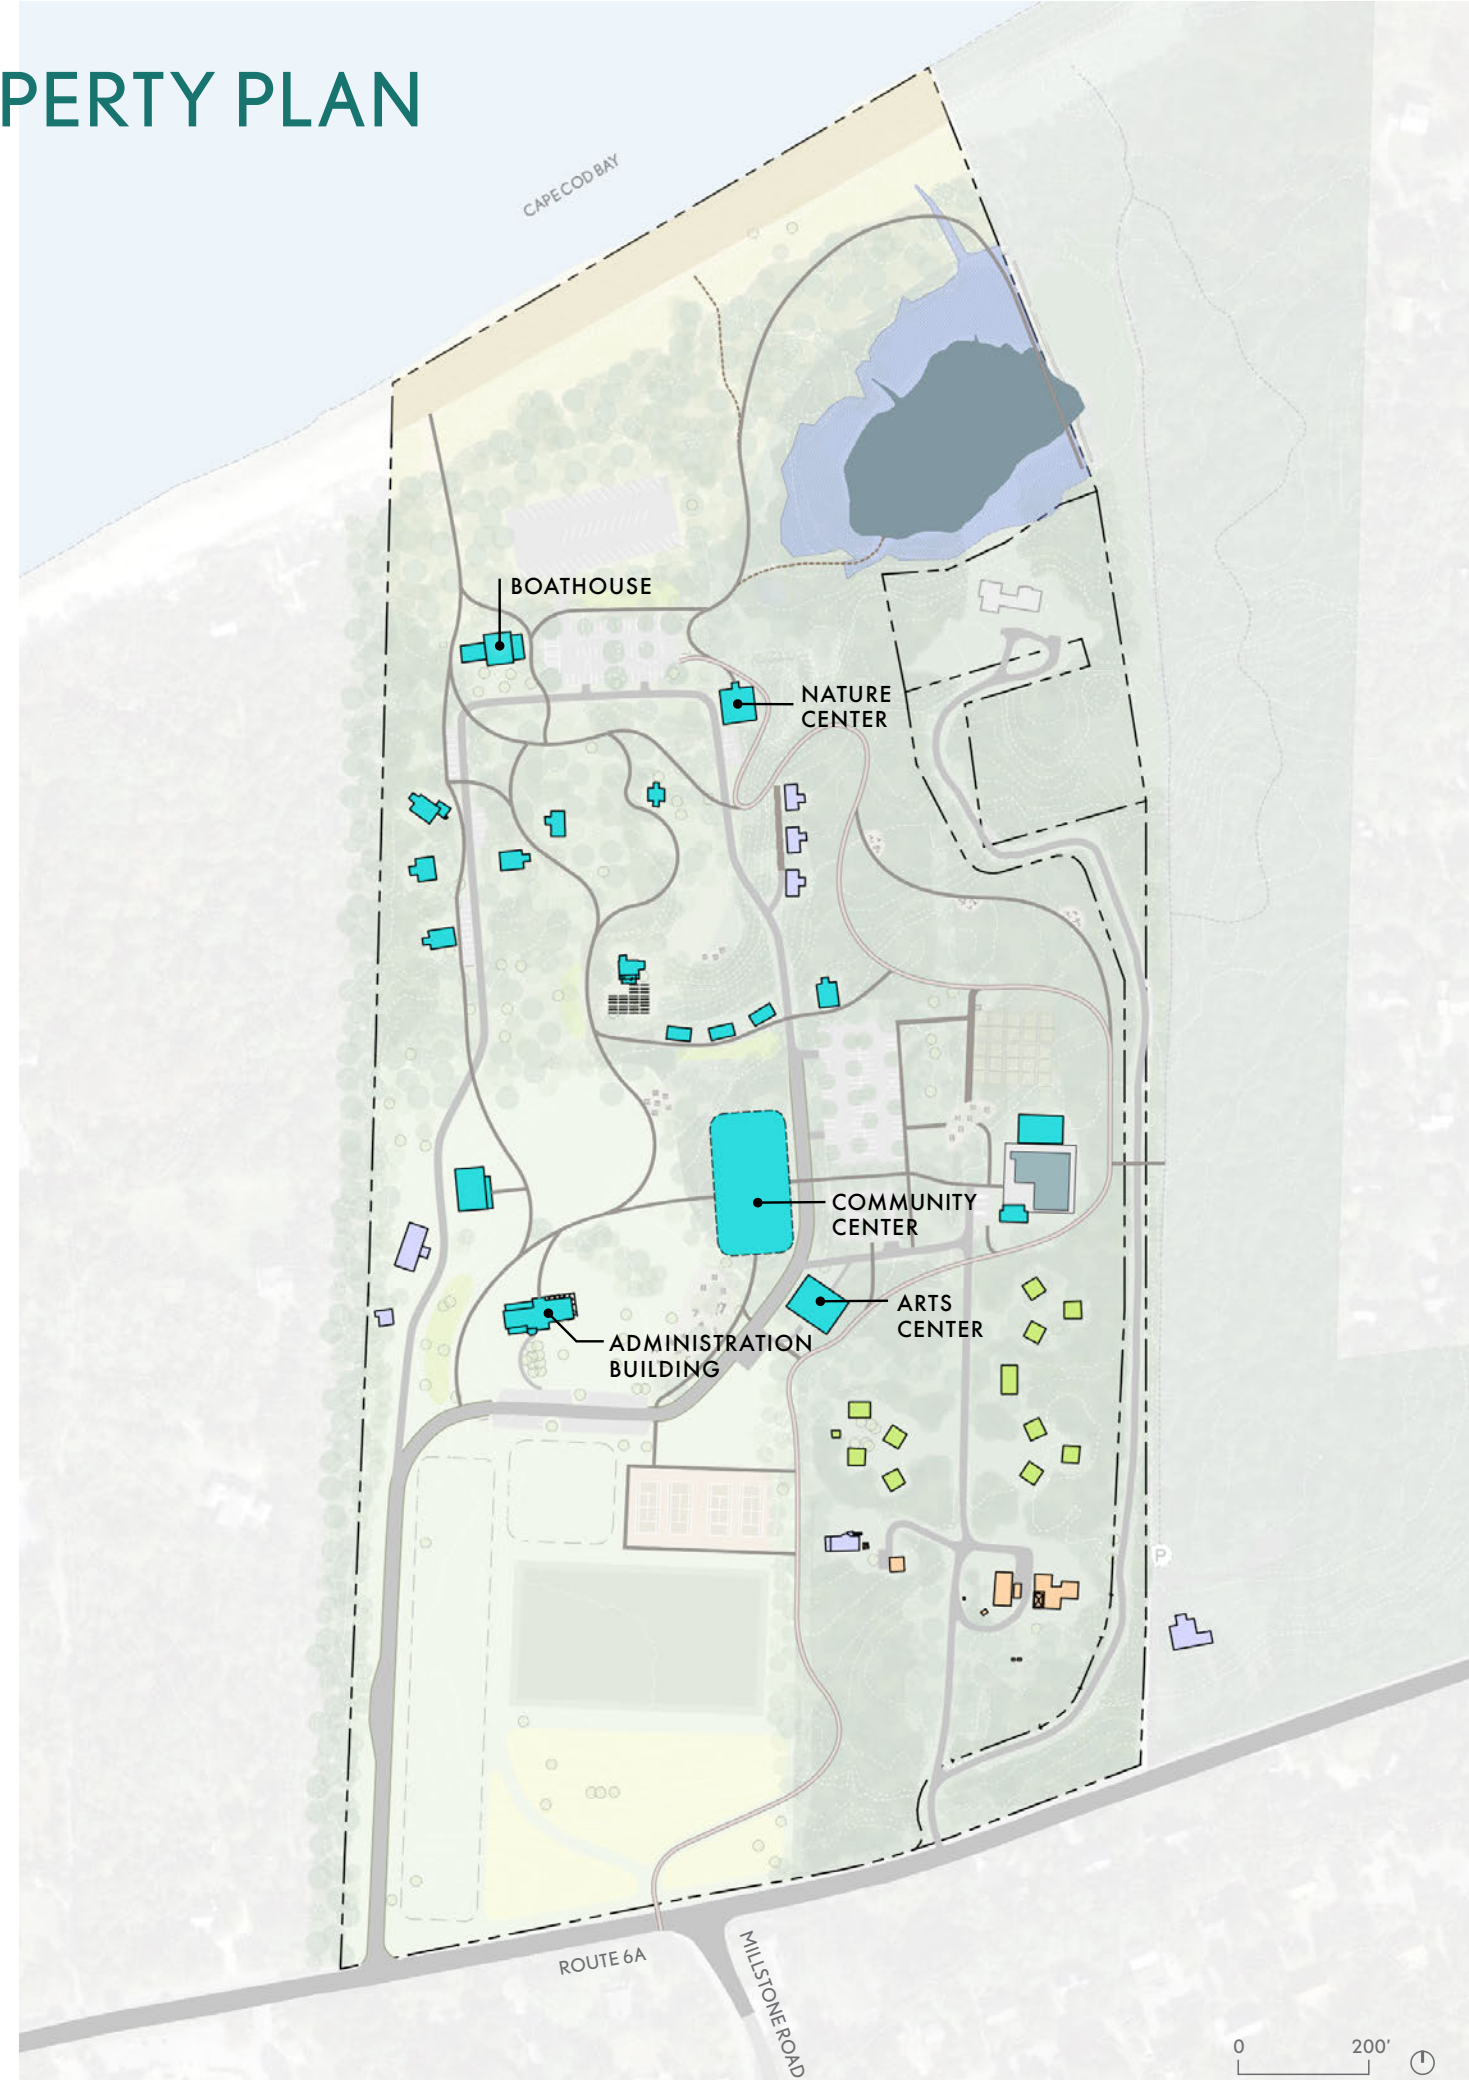 PERTY PLAN
CAPE COD BAY
BOATHOUSE
NATURE
CENTER
COMMUNITY
CENTER
ARTS
CENTER
ADMINISTRATION
BUILDING
P
ROUTE 6A
MILLSTONE ROAD
0 200'